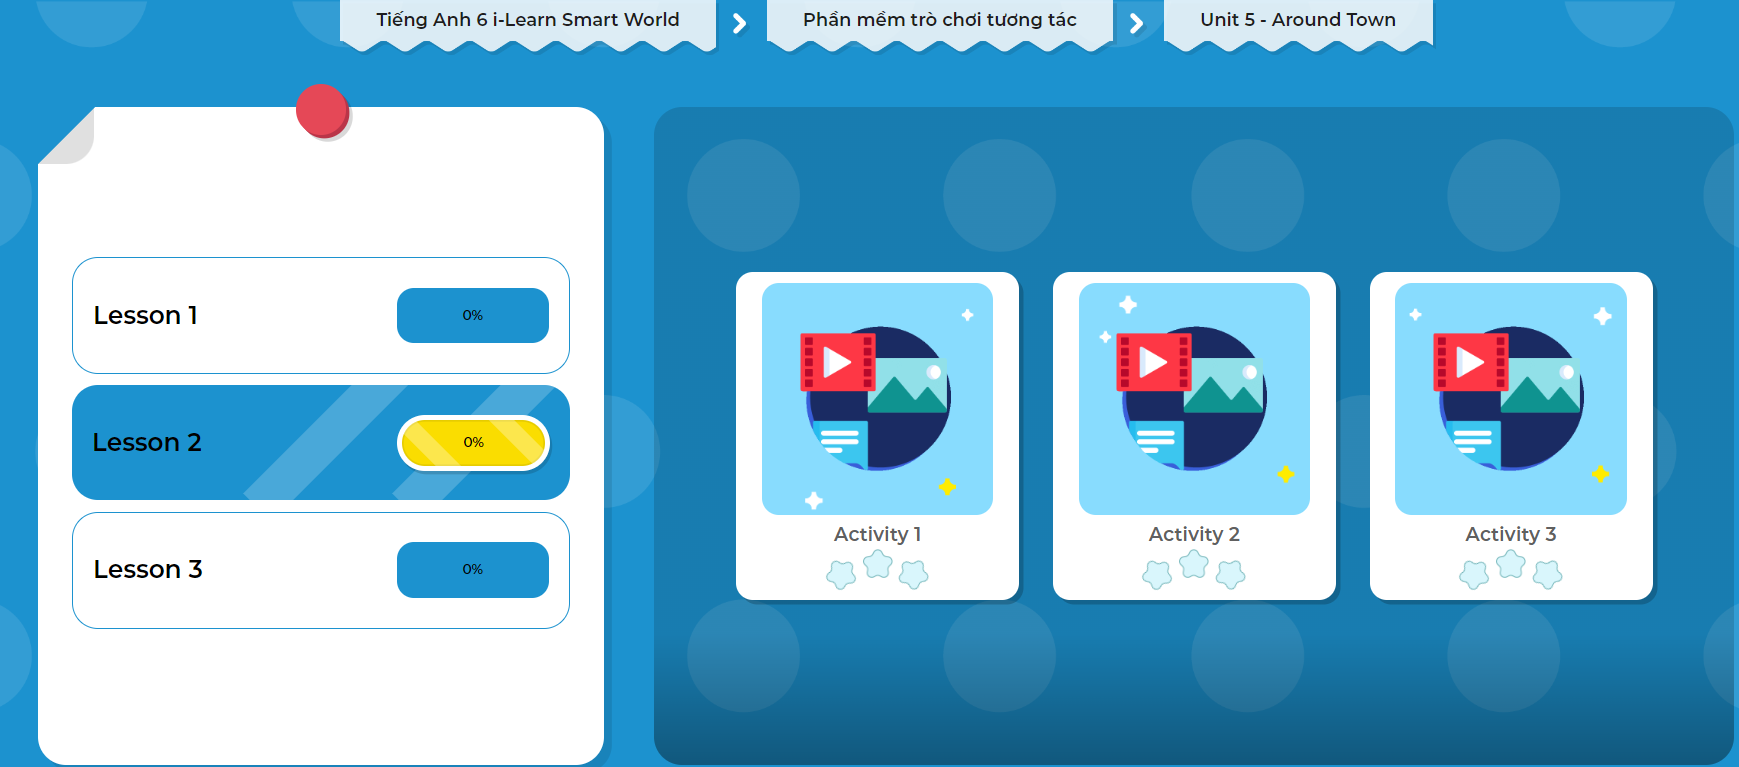 Tiếng Anh 6 i-Learn Smart World
Phần mềm trò chơi tương tác
Unit 5 - Around Town
Lesson 1
0%
Lesson 2
0%
Lesson 3
0%
Activity 1
Activity 2
Activity 3